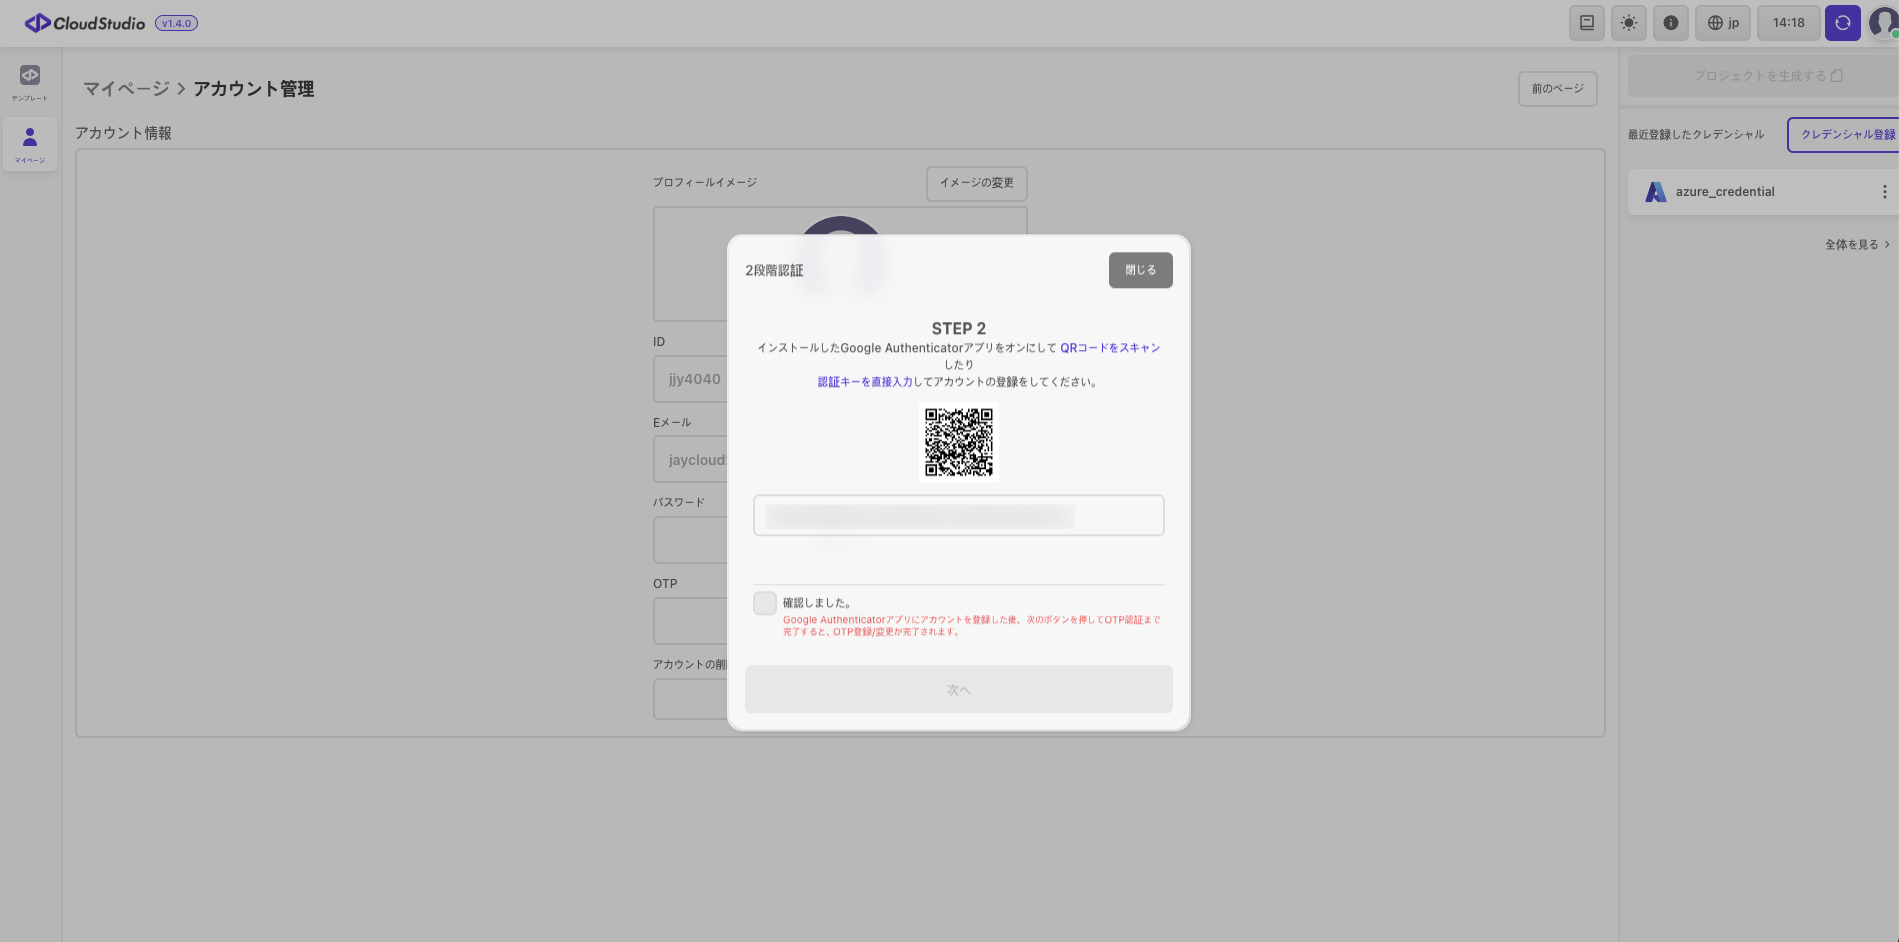 CloudStudio
v1.4.0
jp
14:18
テンプレート
マイページ
マイページ > アカウント管理
前のページ
アカウント情報
プロフィールイメージ
イメージの変更
ID
jjy4040
Eメール
jaycloud
パスワード
OTP
アカウントの削
2段階認証
閉じる
STEP 2
インストールしたGoogle Authenticatorアプリをオンにして QRコードをスキャン
したり
認証キーを直接入力してアカウントの登録をしてください。
確認しました。
Google Authenticatorアプリにアカウントを登録した後、次のボタンを押してOTP認証まで
完了すると、OTP登録/変更が完了されます。
次へ
プロジェクトを生成する
最近登録したクレデンシャル
クレデンシャル登録
azure_credential
全体を見る >